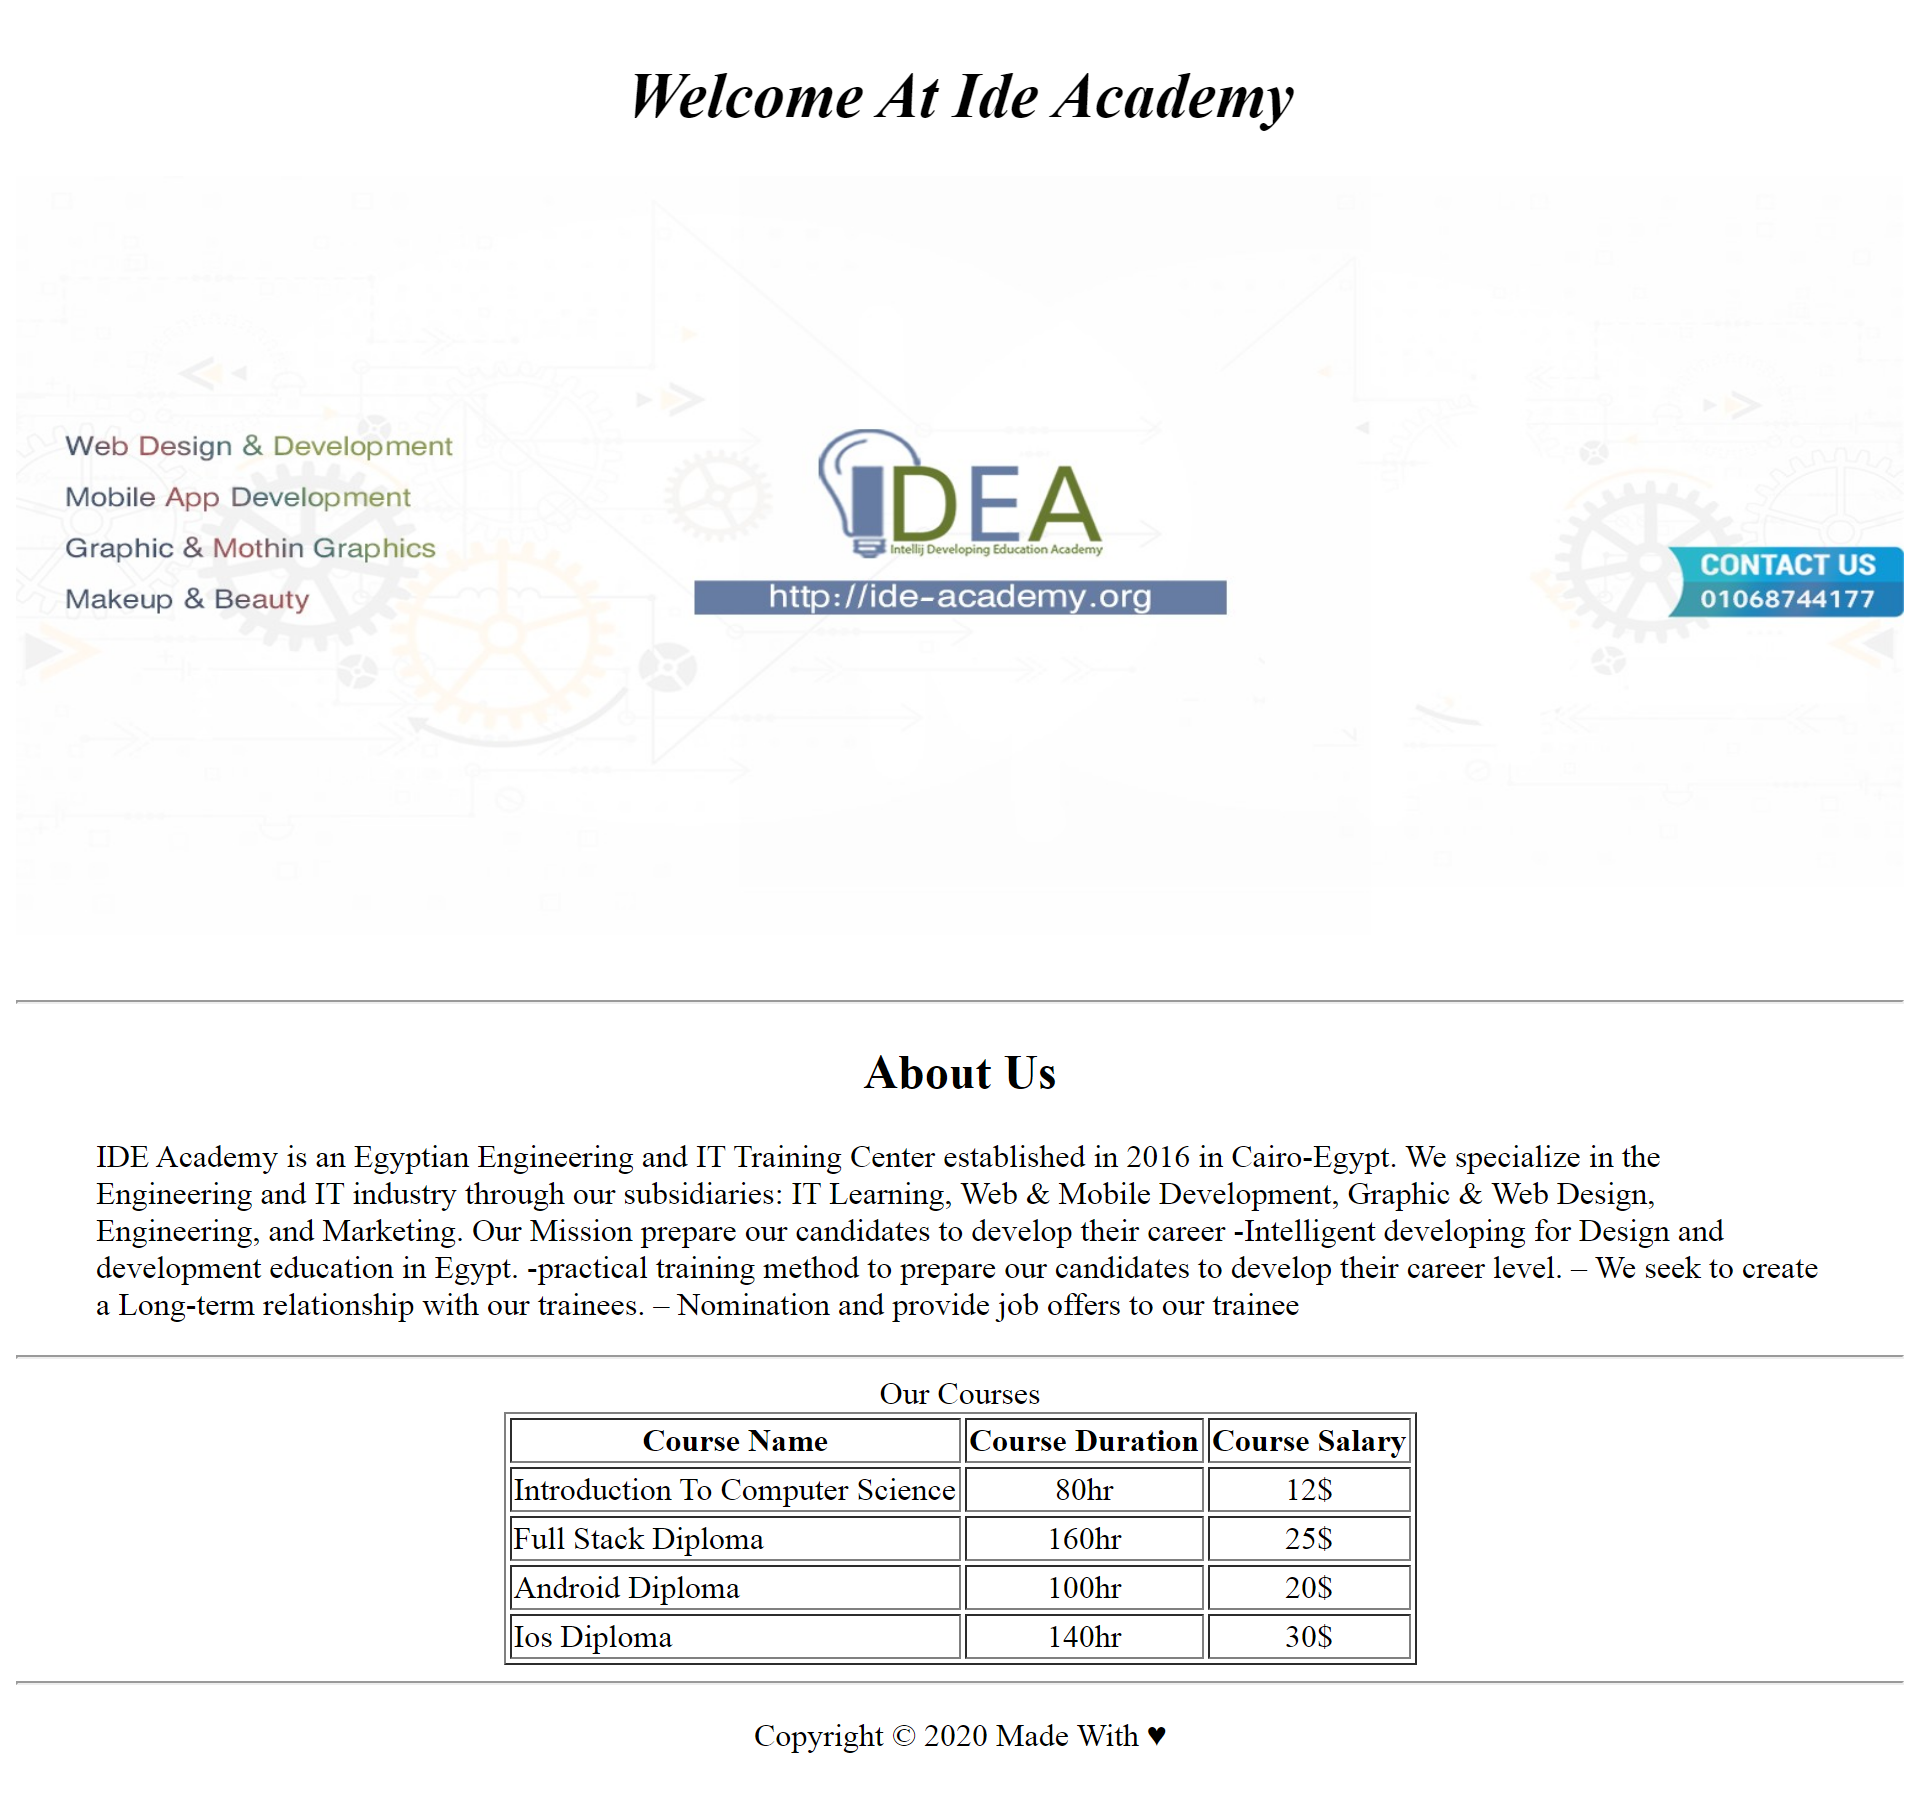 Welcome At Ide Academy
Web Design & Development
Mobile App Development
Graphic & Mothin Graphics
Makeup & Beauty
IDEA
Intellij Developing Education Academy
http://ide-academy.org
CONTACT US
01068744177
About Us
IDE Academy is an Egyptian Engineering and IT Training Center established in 2016 in Cairo-Egypt. We specialize in the
Engineering and IT industry through our subsidiaries: IT Learning, Web & Mobile Development, Graphic & Web Design,
Engineering, and Marketing. Our Mission prepare our candidates to develop their career -Intelligent developing for Design and
development education in Egypt. -practical training method to prepare our candidates to develop their career level. – We seek to create
a Long-term relationship with our trainees. – Nomination and provide job offers to our trainee
Our Courses
Course Name Course Duration Course Salary
Introduction To Computer Science 80hr 12$
Full Stack Diploma 160hr 25$
Android Diploma 100hr 20$
Ios Diploma 140hr 30$
Copyright © 2020 Made With ♥